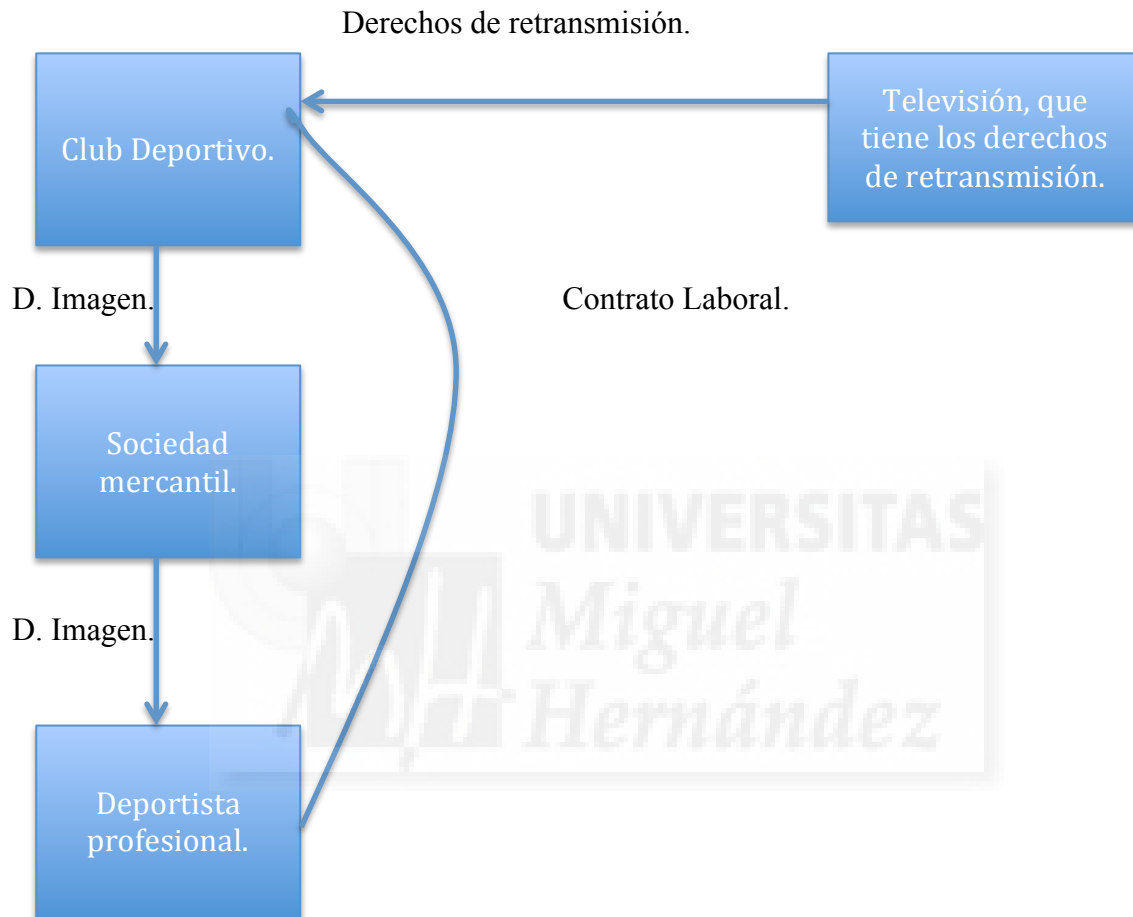 Derechos de retransmisión.
Club Deportivo.
Televisión, que
tiene los derechos
de retransmisión.
D. Imagen.
Contrato Laboral.
Sociedad
mercantil.
UNIVERSITAS
Miguel
Hernández
D. Imagen.
Deportista
profesional.